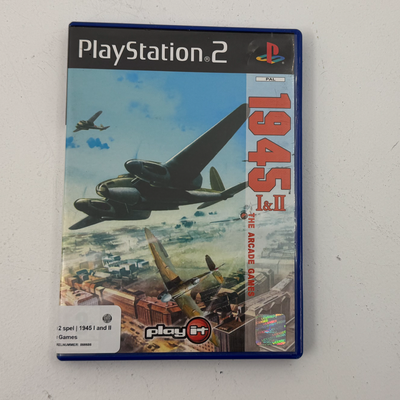 PlayStation®2
PAL
1945
I&II
THE ARCADE GAMES
play it
2 spel | 1945 I and II
Games